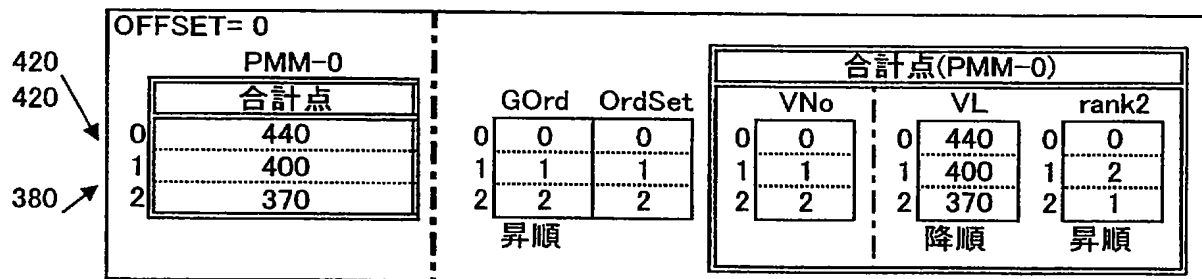 OFFSET= 0
420
420
380
PMM-0
合計点
0 440
1 400
2 370
GOrd OrdSet
0 0 0
1 1 1
2 2 2
昇順
合計点(PMM-0)
VNo VL rank2
0 0 0 440 0 0
1 1 1 400 1 2
2 2 2 370 2 1
降順 昇順